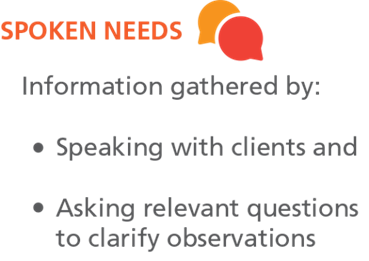 SPOKEN NEEDS
Information gathered by:
• Speaking with clients and
• Asking relevant questions
to clarify observations